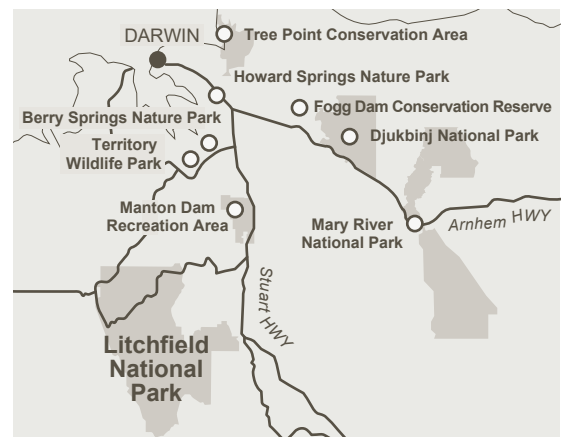 DARWIN
Tree Point Conservation Area
Howard Springs Nature Park
Fogg Dam Conservation Reserve
Berry Springs Nature Park
Djukbinj National Park
Territory
Wildlife Park
Manton Dam
Recreation Area
Mary River
National Park
Arnhem HWY
Stuart HWY
Litchfield
National
Park